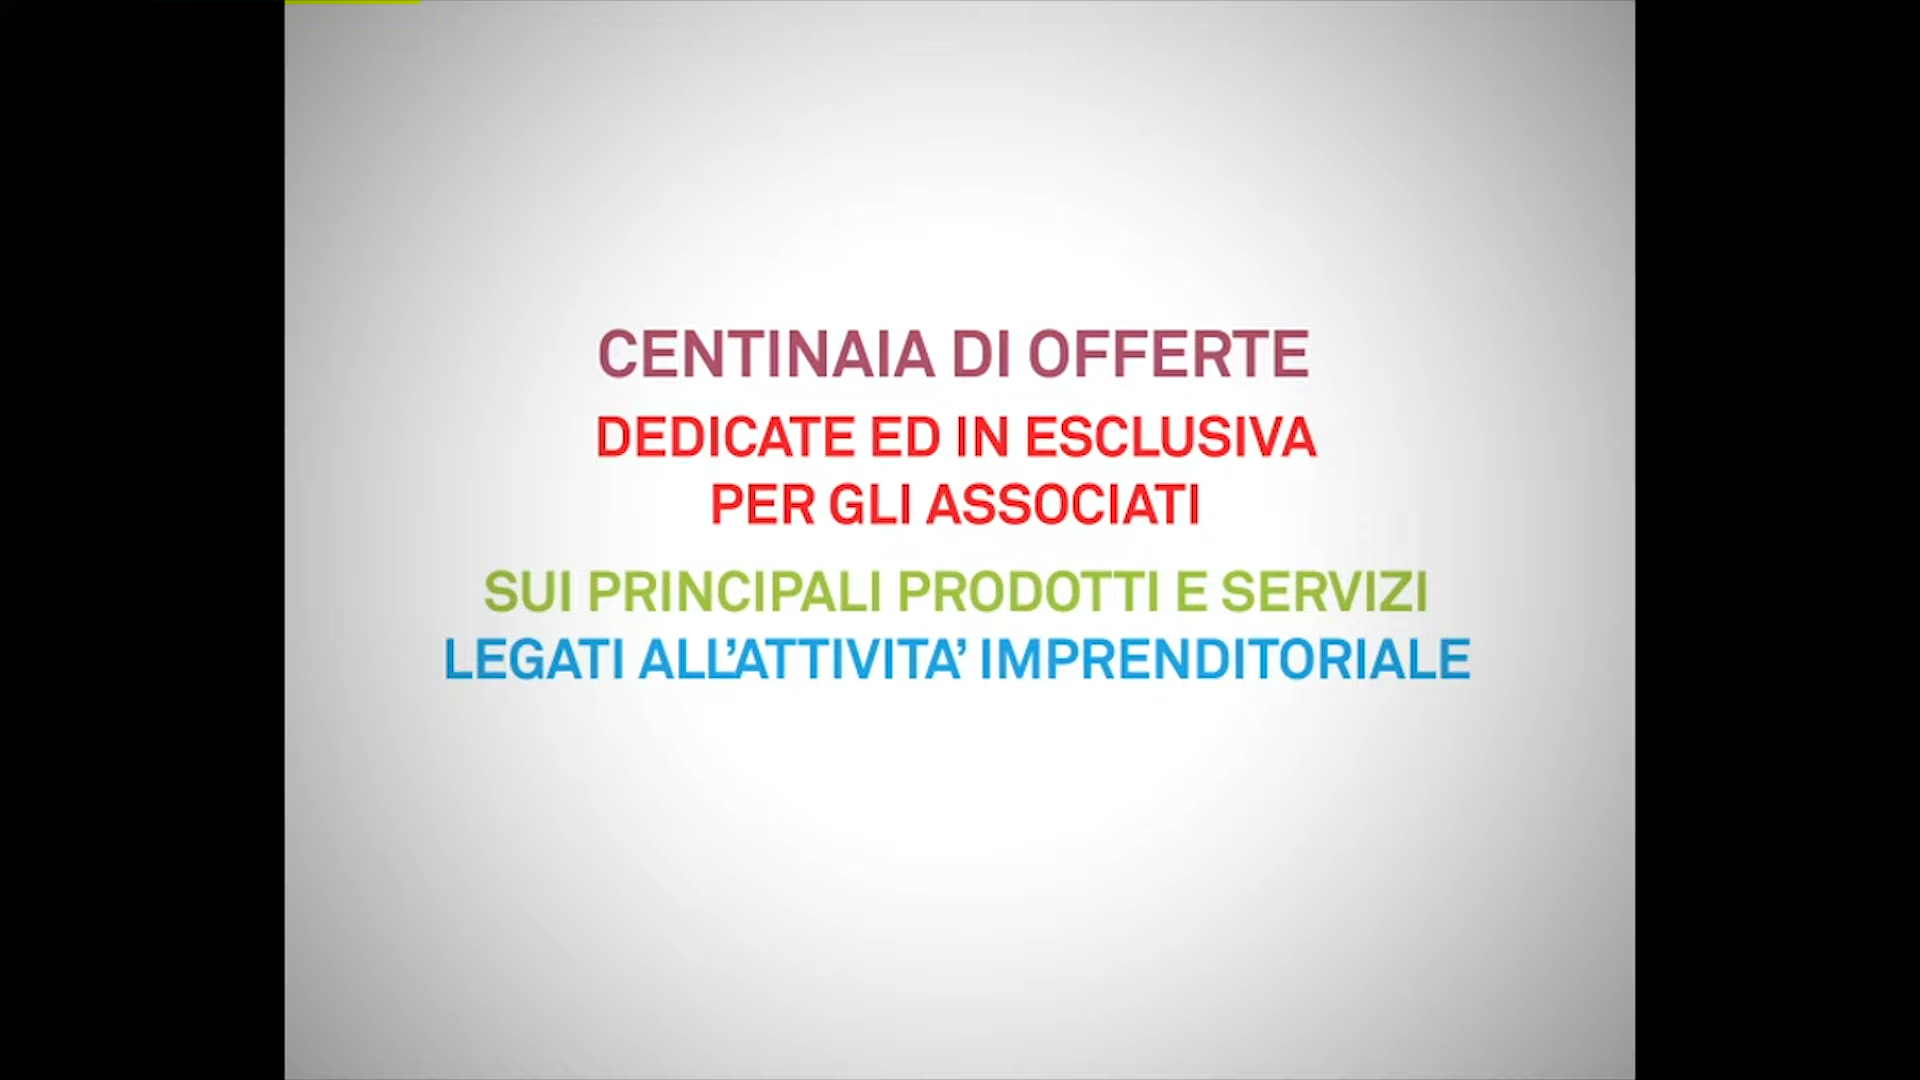 CENTINAIA DI OFFERTE
DEDICATE ED IN ESCLUSIVA
PER GLI ASSOCIATI
SUI PRINCIPALI PRODOTTI E SERVIZI
LEGATI ALL’ATTIVITA’ IMPRENDITORIALE